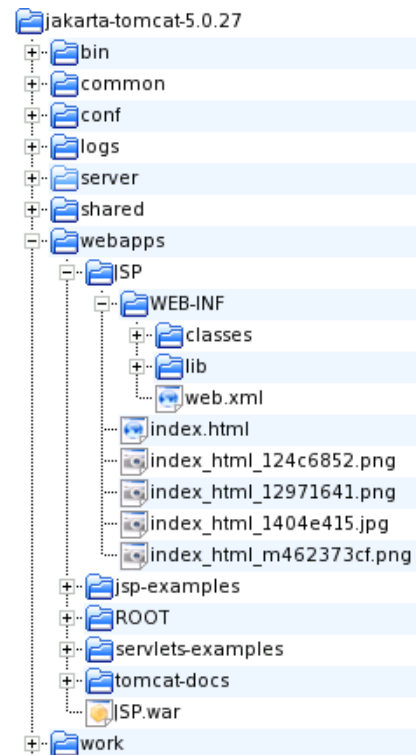 jakarta-tomcat-5.0.27
bin
common
conf
logs
server
shared
webapps
JSP
WEB-INF
classes
lib
web.xml
index.html
index_html_124c6852.png
index_html_12971641.png
index_html_1404e415.jpg
index_html_m462373cf.png
jsp-examples
ROOT
servlets-examples
tomcat-docs
JSP.war
work